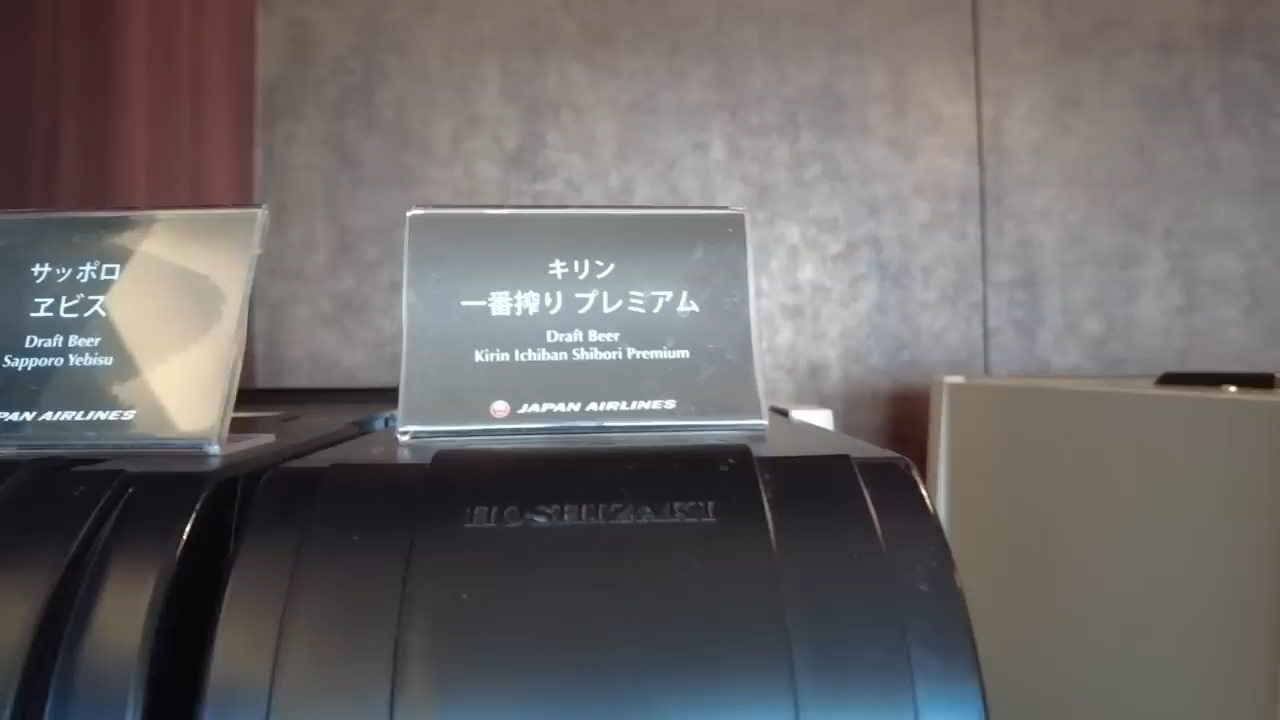 サッポロ
ヱビス
Draft Beer
Sapporo Yebisu
PAN AIRLINES
キリン
一番搾り プレミアム
Draft Beer
Kirin Ichiban Shibori Premium
JAPAN AIRLINES
HOSHIZAKI